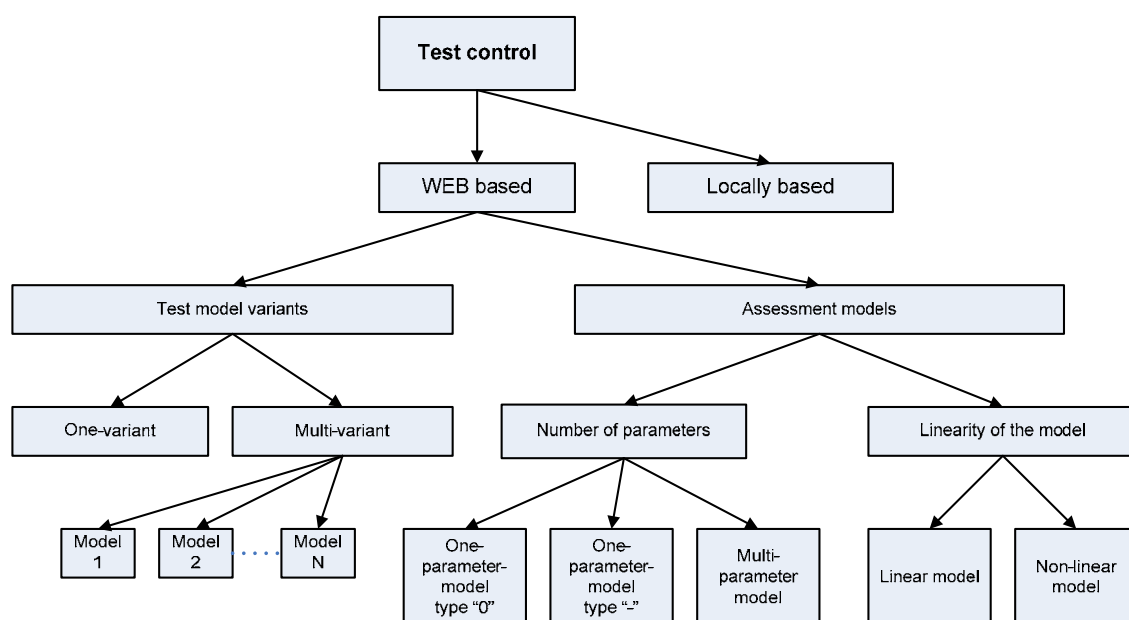 Test control
WEB based
Locally based
Test model variants
Assessment models
One-variant
Multi-variant
Number of parameters
Linearity of the model
Model
1
Model
2
Model
N
One-
parameter-
model
type “0”
One-
parameter-
model
type “-”
Multi-
parameter
model
Linear model
Non-linear
model